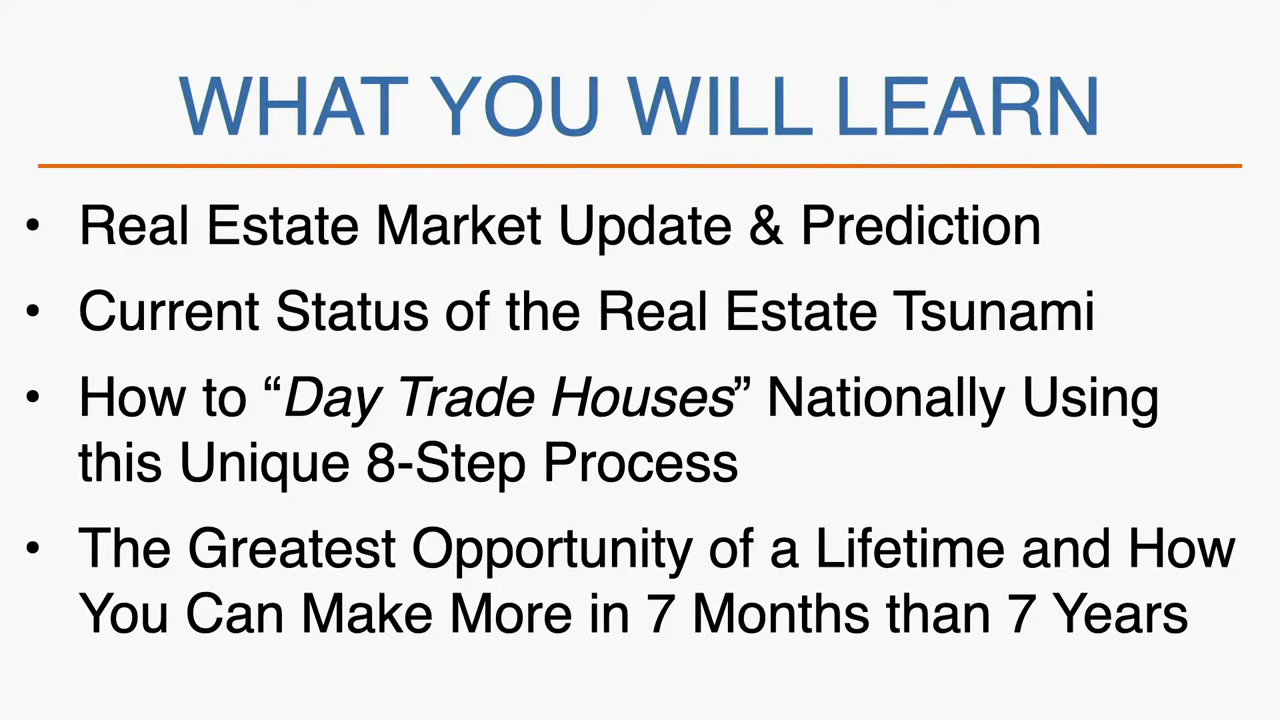 WHAT YOU WILL LEARN
• Real Estate Market Update & Prediction
• Current Status of the Real Estate Tsunami
• How to “Day Trade Houses” Nationally Using
this Unique 8-Step Process
• The Greatest Opportunity of a Lifetime and How
You Can Make More in 7 Months than 7 Years